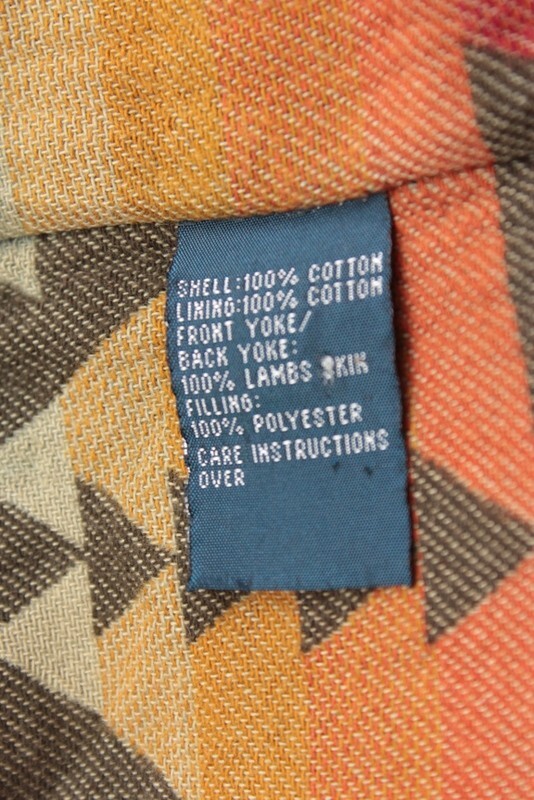 SHELL:100% COTTON
LINING:100% COTTON
FRONT YOKE/
BACK YOKE:
100% LAMBS SKIN
FILLING:
100% POLYESTER
CARE INSTRUCTIONS
OVER